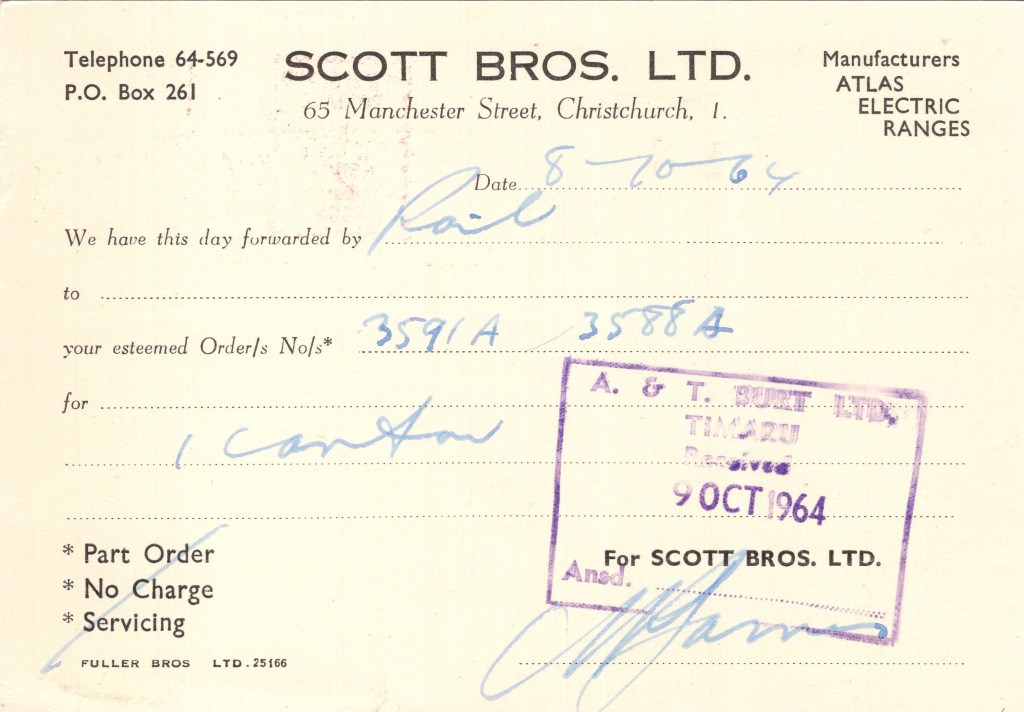 Telephone 64-569
P.O. Box 261
SCOTT BROS. LTD.
65 Manchester Street, Christchurch, 1.
Manufacturers
ATLAS
ELECTRIC
RANGES
Date 8-10-64
We have this day forwarded by Rail
to
your esteemed Order/s No/s* 3591A 3588A
for
1 carton
A. & T. BURT LTD.,
TIMARU
Received
9 OCT 1964
Ansd.
* Part Order
* No Charge
* Servicing
For SCOTT BROS. LTD.
FULLER BROS LTD. 25166